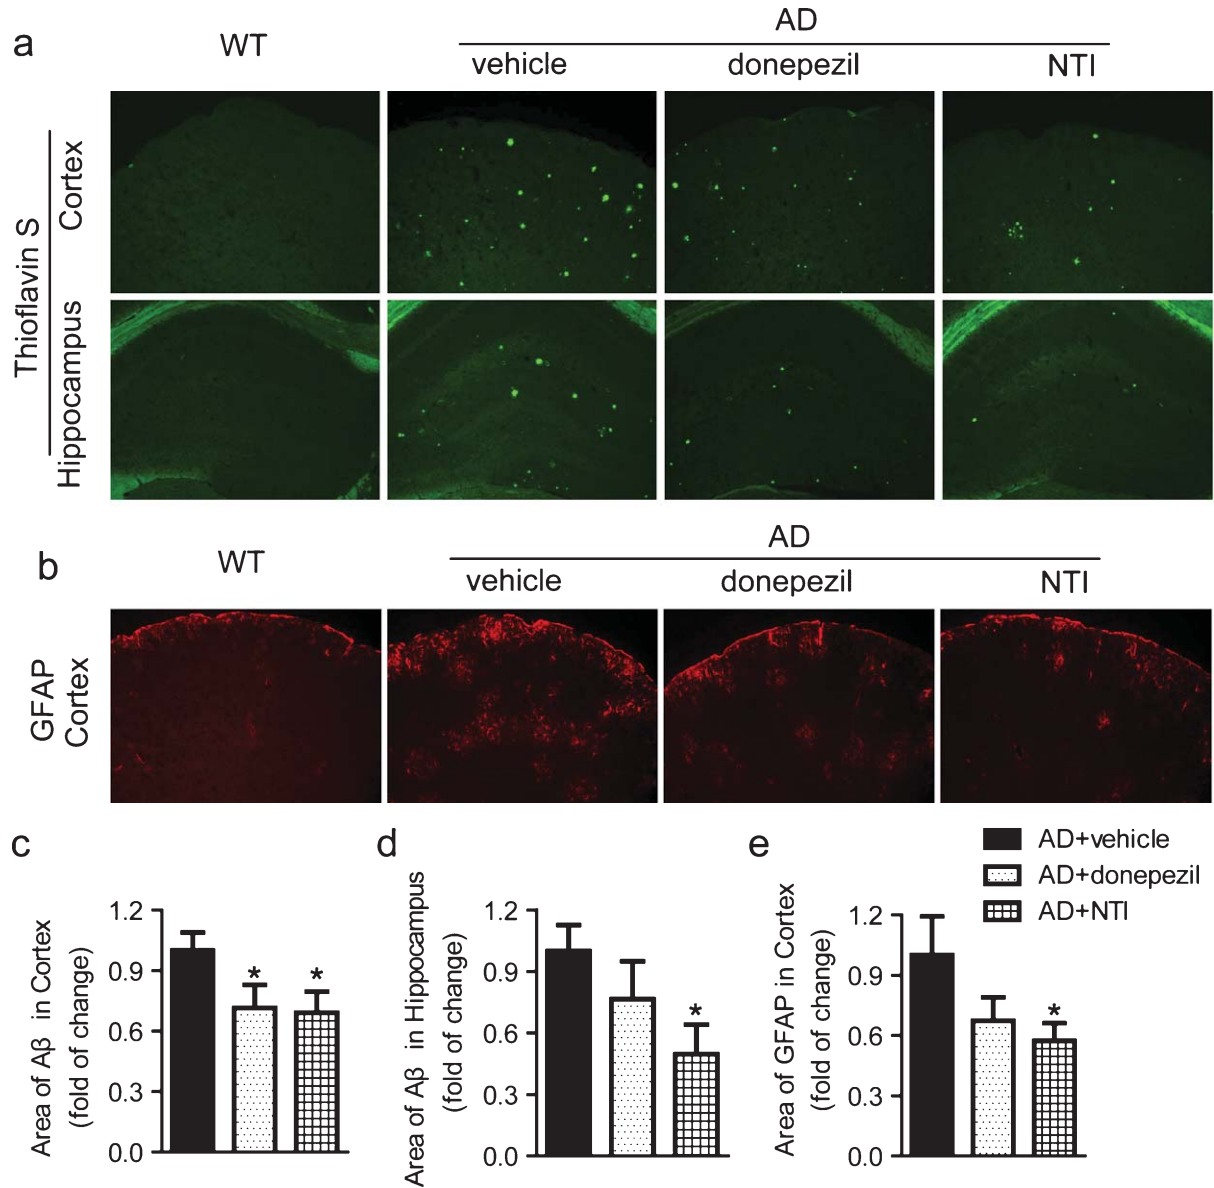 a
WT
AD
vehicle
donepezil
NTI
Thioflavin S
Cortex
Hippocampus
b
WT
AD
vehicle
donepezil
NTI
GFAP
Cortex
c
Area of Aβ in Cortex
(fold of change)
1.2
0.9
0.6
0.3
0.0
*
*
d
Area of Aβ in Hippocampus
(fold of change)
1.2
0.9
0.6
0.3
0.0
*
e
AD+vehicle
AD+donepezil
AD+NTI
Area of GFAP in Cortex
(fold of change)
1.2
0.9
0.6
0.3
0.0
*